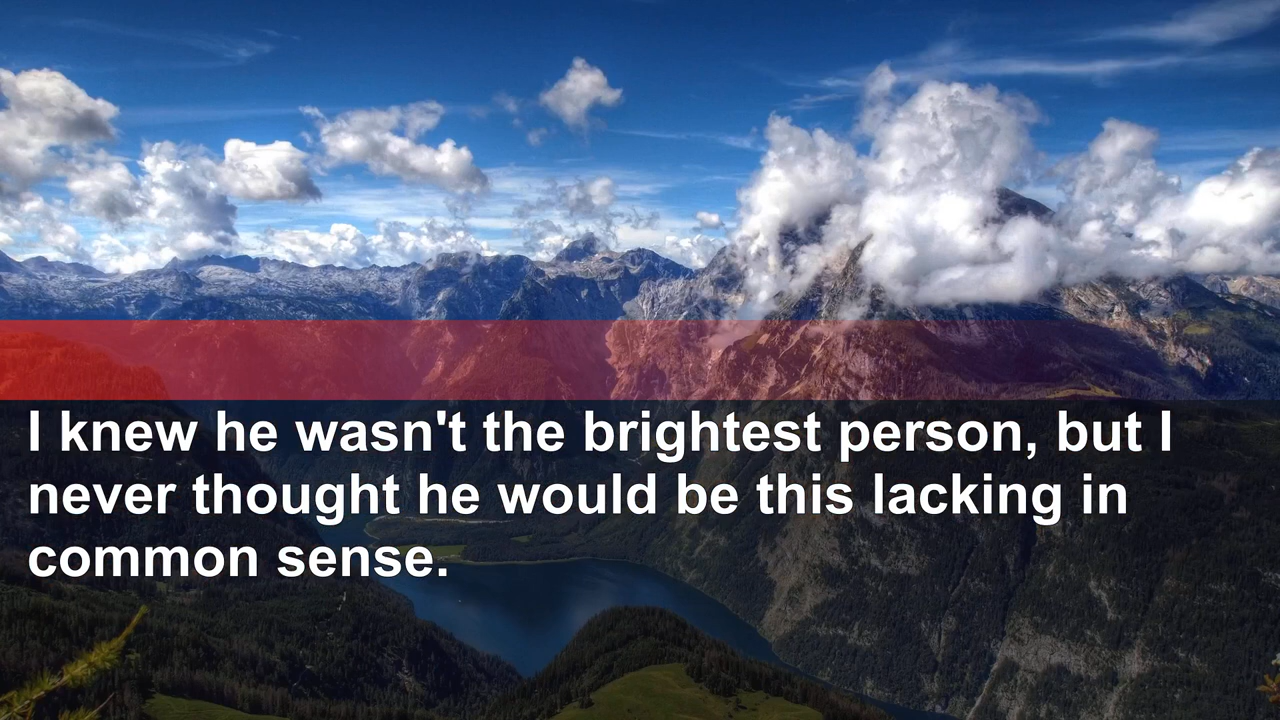 I knew he wasn't the brightest person, but I
never thought he would be this lacking in
common sense.